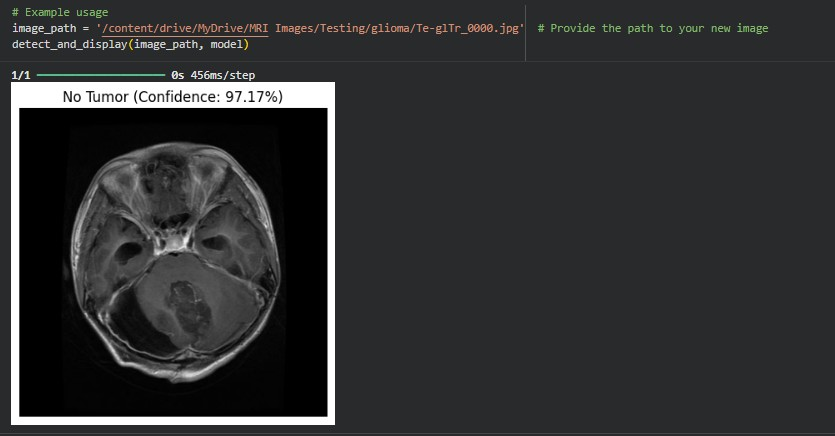 # Example usage
image_path = '/content/drive/MyDrive/MRI Images/Testing/glioma/Te-glTr_0000.jpg'  # Provide the path to your new image
detect_and_display(image_path, model)
1/1 0s 456ms/step
No Tumor (Confidence: 97.17%)